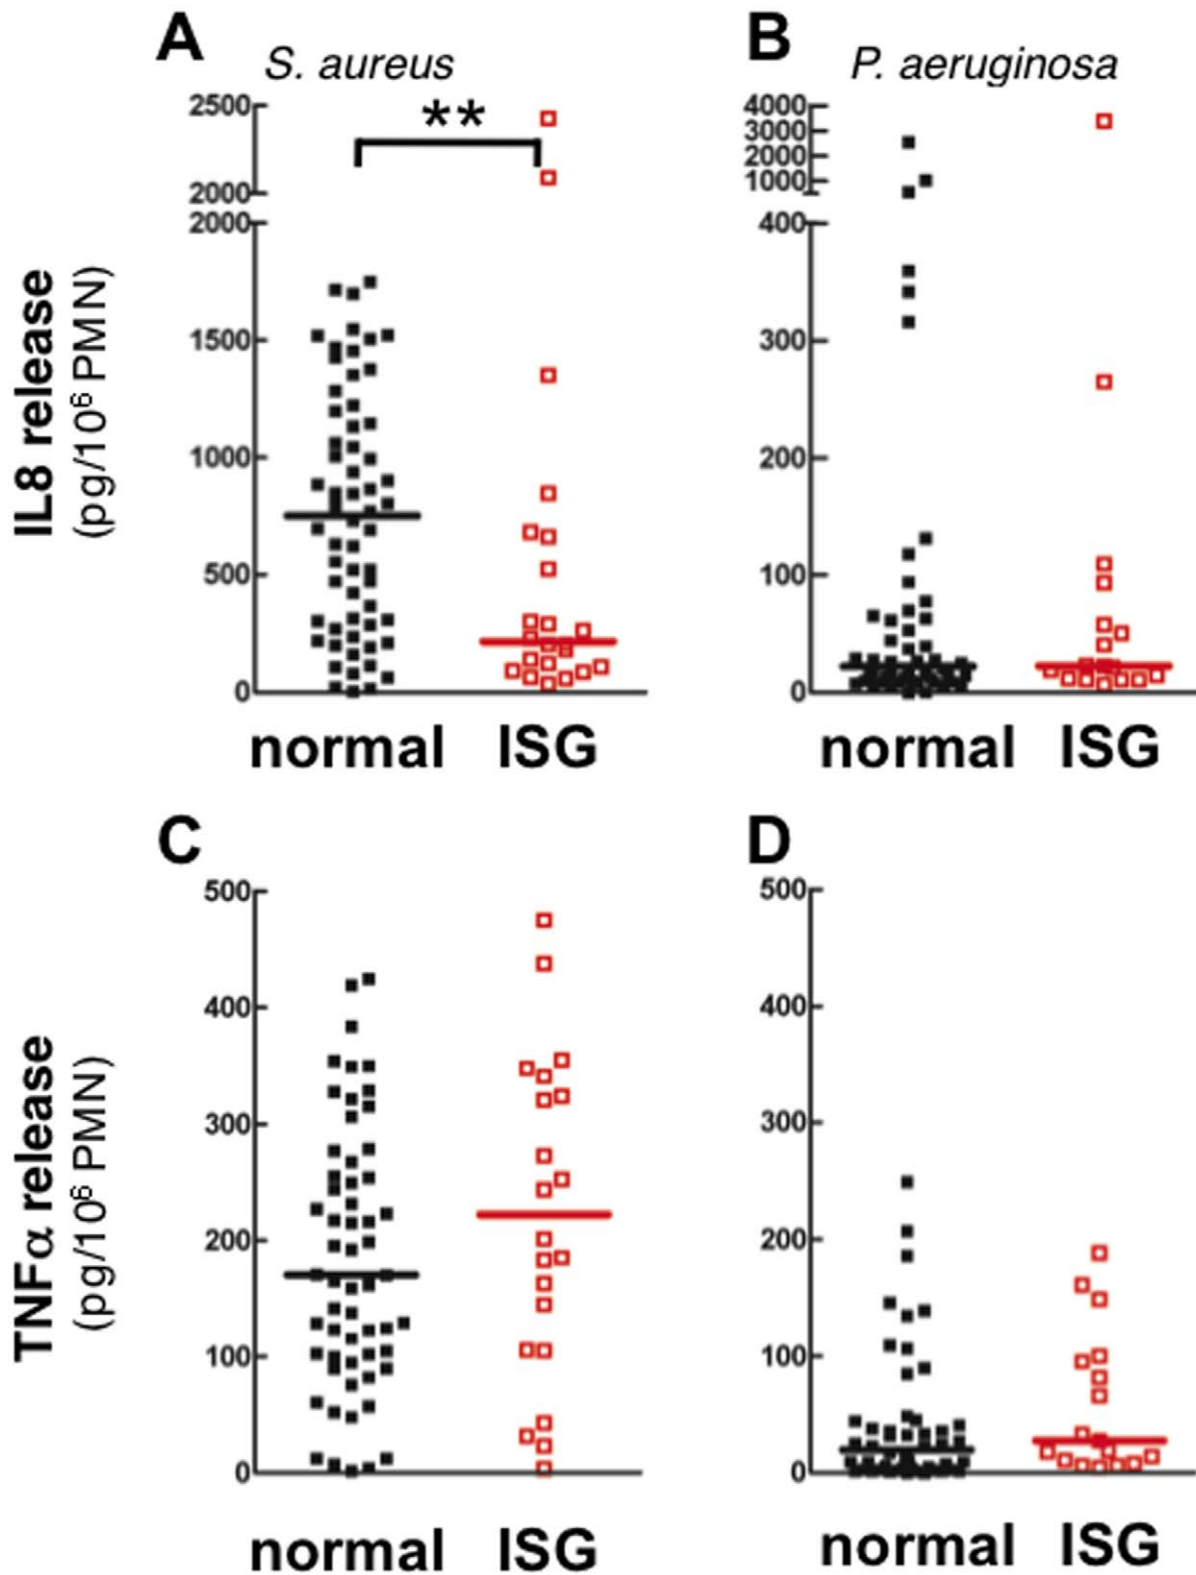 A
S. aureus
B
P. aeruginosa
IL8 release
(pg/10⁶ PMN)
**
2500
2000
2000
1500
1000
500
0
normal ISG
4000
3000
2000
1000
400
300
200
100
0
normal ISG
C
D
TNFα release
(pg/10⁶ PMN)
500
400
300
200
100
0
normal ISG
500
400
300
200
100
0
normal ISG